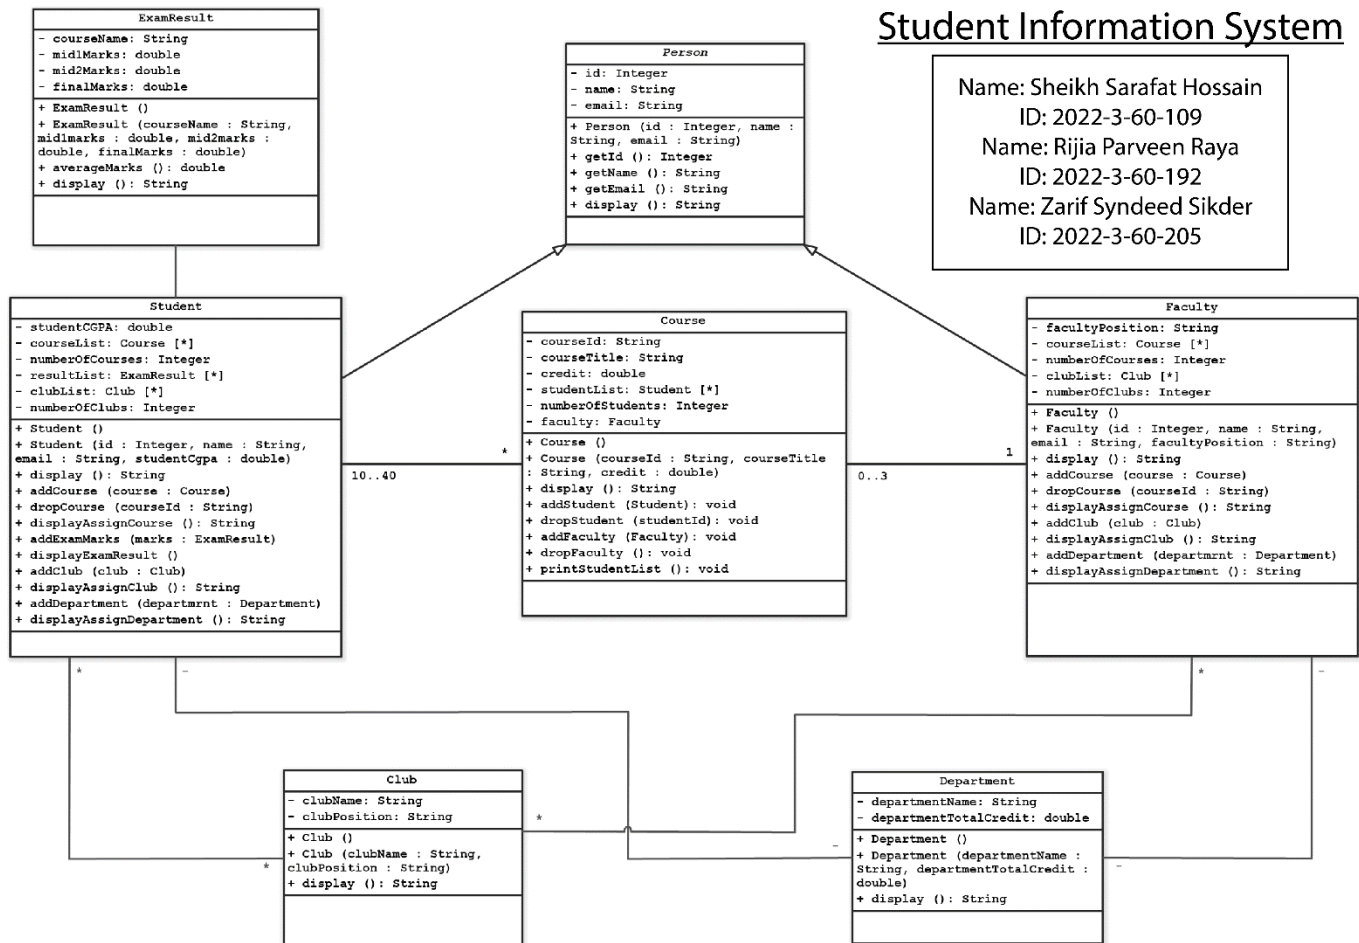 Student Information System
Name: Sheikh Sarafat Hossain
ID: 2022-3-60-109
Name: Rijia Parveen Raya
ID: 2022-3-60-192
Name: Zarif Syndeed Sikder
ID: 2022-3-60-205
ExamResult
- courseName: String
- mid1Marks: double
- mid2Marks: double
- finalMarks: double
+ ExamResult ()
+ ExamResult (courseName : String,
mid1marks : double, mid2marks :
double, finalMarks : double)
+ averageMarks (): double
+ display (): String
Person
- id: Integer
- name: String
- email: String
+ Person (id : Integer, name :
String, email : String)
+ getId (): Integer
+ getName (): String
+ getEmail (): String
+ display (): String
Student
- studentCGPA: double
- courseList: Course [*]
- numberOfCourses: Integer
- resultList: ExamResult [*]
- clubList: Club [*]
- numberOfClubs: Integer
+ Student ()
+ Student (id : Integer, name : String,
email : String, studentCgpa : double)
+ display (): String
+ addCourse (course : Course)
+ dropCourse (courseId : String)
+ displayAssignCourse (): String
+ addExamMarks (marks : ExamResult)
+ displayExamResult ()
+ addClub (club : Club)
+ displayAssignClub (): String
+ addDepartment (departmrnt : Department)
+ displayAssignDepartment (): String
10..40
*
Course
- courseId: String
- courseTitle: String
- credit: double
- studentList: Student [*]
- numberOfStudents: Integer
- faculty: Faculty
+ Course ()
+ Course (courseId : String, courseTitle
: String, credit : double)
+ display (): String
+ addStudent (Student): void
+ dropStudent (studentId): void
+ addFaculty (Faculty): void
+ dropFaculty (): void
+ printStudentList (): void
0..3
1
Faculty
- facultyPosition: String
- courseList: Course [*]
- numberOfCourses: Integer
- clubList: Club [*]
- numberOfClubs: Integer
+ Faculty ()
+ Faculty (id : Integer, name : String,
email : String, facultyPosition : String)
+ display (): String
+ addCourse (course : Course)
+ dropCourse (courseId : String)
+ displayAssignCourse (): String
+ addClub (club : Club)
+ displayAssignClub (): String
+ addDepartment (departmrnt : Department)
+ displayAssignDepartment (): String
*
-
*
-
Club
- clubName: String
- clubPosition: String
+ Club ()
+ Club (clubName : String,
clubPosition : String)
+ display (): String
*
*
Department
- departmentName: String
- departmentTotalCredit: double
+ Department ()
+ Department (departmentName :
String, departmentTotalCredit :
double)
+ display (): String
-
-